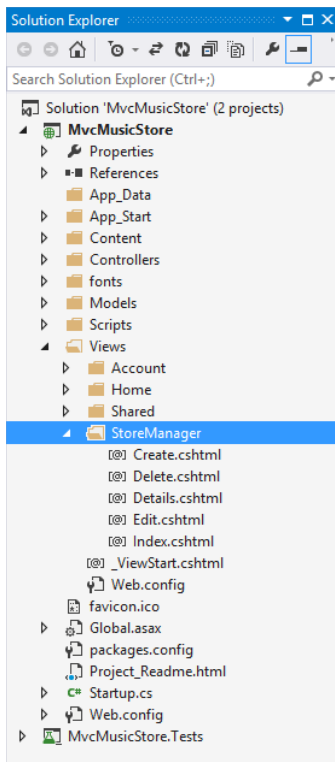 Solution Explorer
Search Solution Explorer (Ctrl+;)
Solution 'MvcMusicStore' (2 projects)
MvcMusicStore
Properties
References
App_Data
App_Start
Content
Controllers
fonts
Models
Scripts
Views
Account
Home
Shared
StoreManager
[@] Create.cshtml
[@] Delete.cshtml
[@] Details.cshtml
[@] Edit.cshtml
[@] Index.cshtml
[@] _ViewStart.cshtml
Web.config
favicon.ico
Global.asax
packages.config
Project_Readme.html
C# Startup.cs
Web.config
MvcMusicStore.Tests